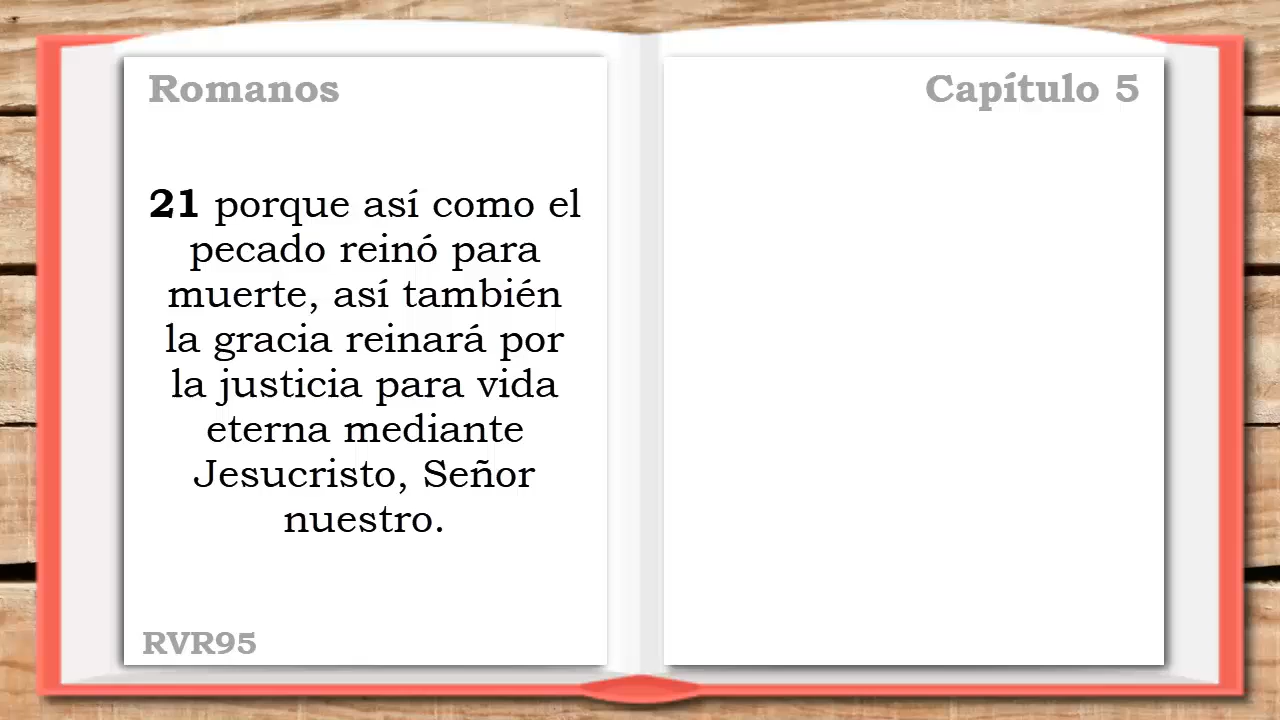 Romanos
Capítulo 5
21 porque así como el
pecado reinó para
muerte, así también
la gracia reinará por
la justicia para vida
eterna mediante
Jesucristo, Señor
nuestro.
RVR95